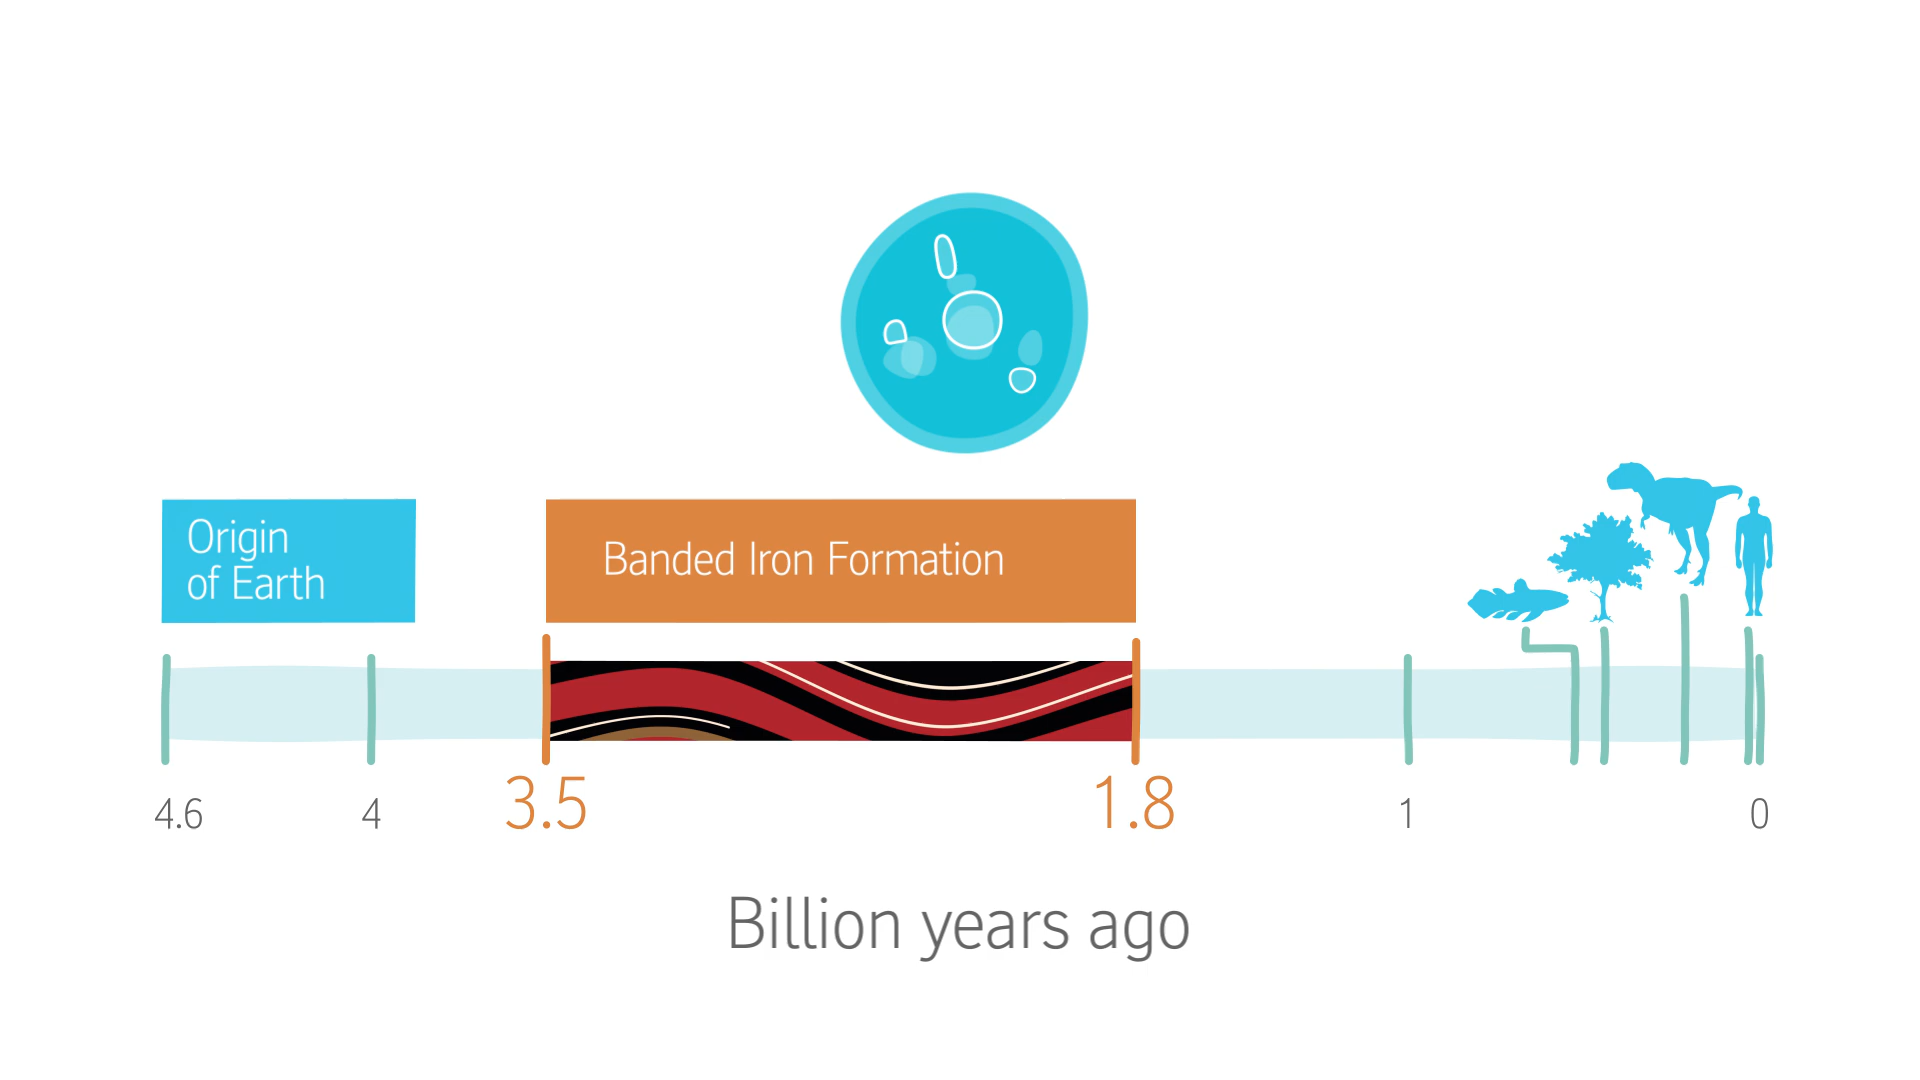 Origin
of Earth
Banded Iron Formation
4.6
4
3.5
1.8
1
0
Billion years ago